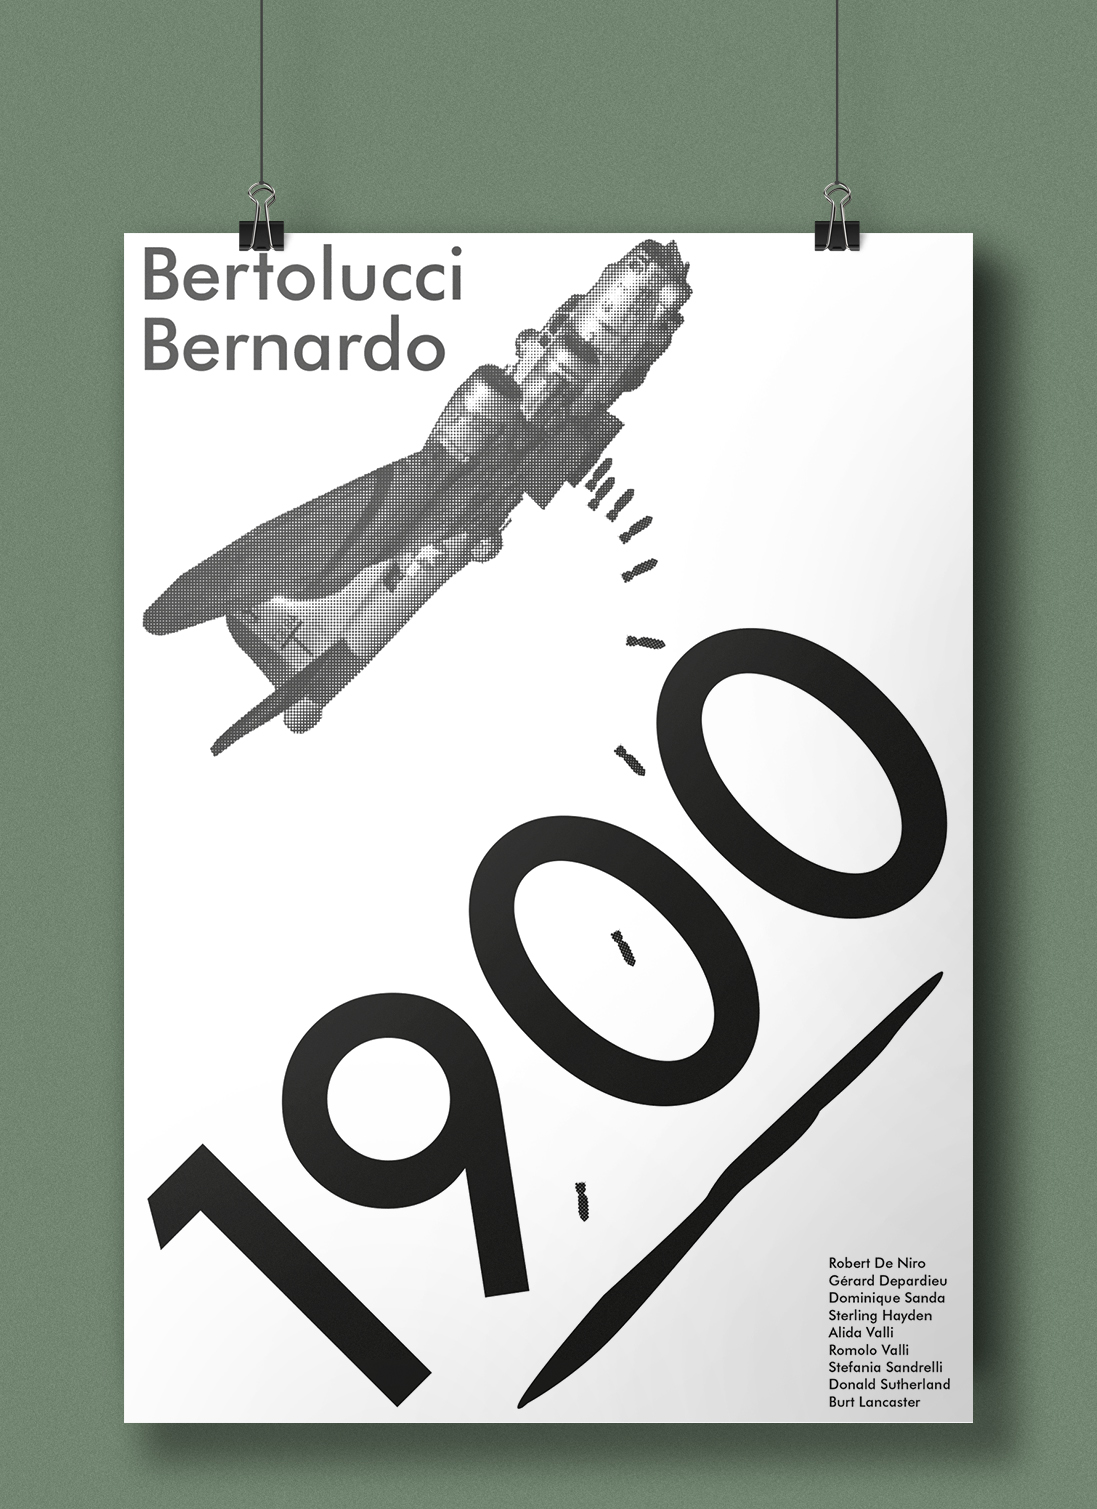 Bertolucci
Bernardo
1900
Robert De Niro
Gérard Depardieu
Dominique Sanda
Sterling Hayden
Alida Valli
Romolo Valli
Stefania Sandrelli
Donald Sutherland
Burt Lancaster